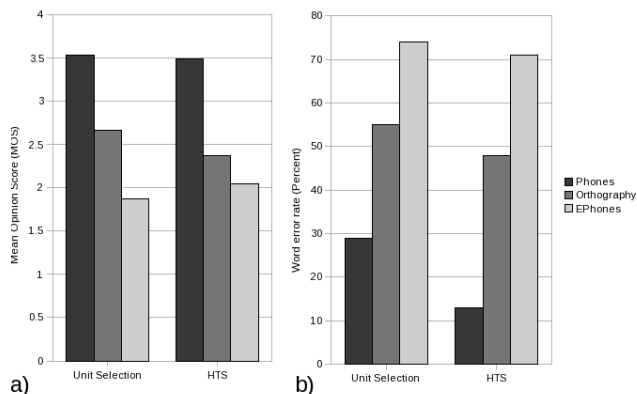 4
3.5
3
2.5
2
1.5
1
0.5
0
Mean Opinion Score (MOS)
Unit Selection
HTS
a)
80
70
60
50
40
30
20
10
0
Word error rate (Percent)
Unit Selection
HTS
b)
Phones
Orthography
EPhones